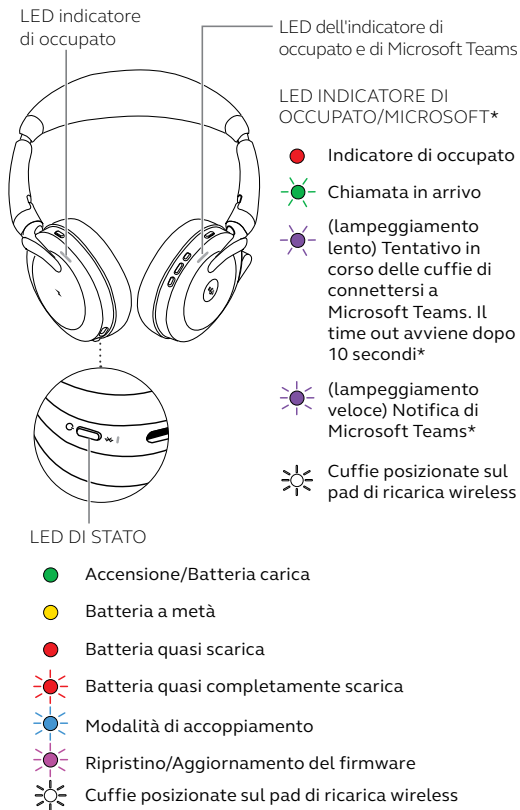 LED indicatore
di occupato
LED dell'indicatore di
occupato e di Microsoft Teams
LED INDICATORE DI
OCCUPATO/MICROSOFT*
Indicatore di occupato
Chiamata in arrivo
(lampeggiamento
lento) Tentativo in
corso delle cuffie di
connettersi a
Microsoft Teams. Il
time out avviene dopo
10 secondi*
(lampeggiamento
veloce) Notifica di
Microsoft Teams*
Cuffie posizionate sul
pad di ricarica wireless
LED DI STATO
Accensione/Batteria carica
Batteria a metà
Batteria quasi scarica
Batteria quasi completamente scarica
Modalità di accoppiamento
Ripristino/Aggiornamento del firmware
Cuffie posizionate sul pad di ricarica wireless